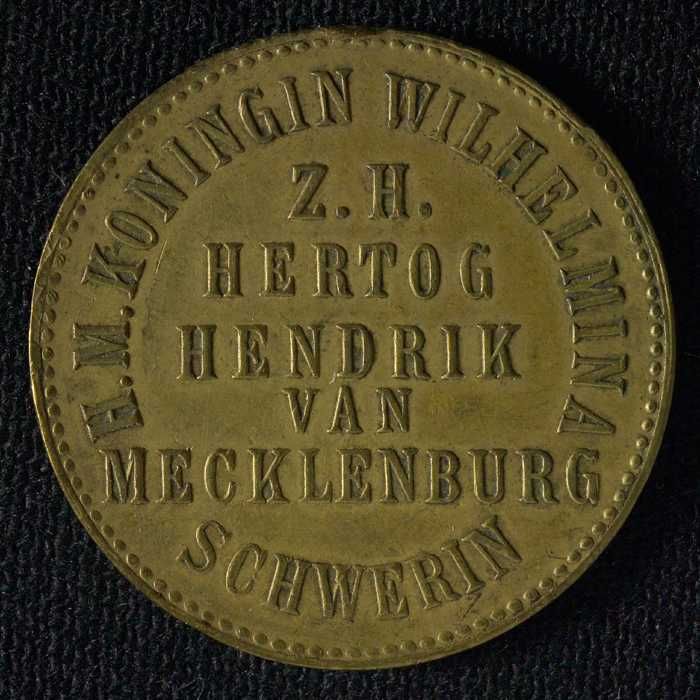 H.M. KONINGIN WILHELMINA
Z. H.
HERTOG
HENDRIK
VAN
MECKLENBURG
SCHWERIN